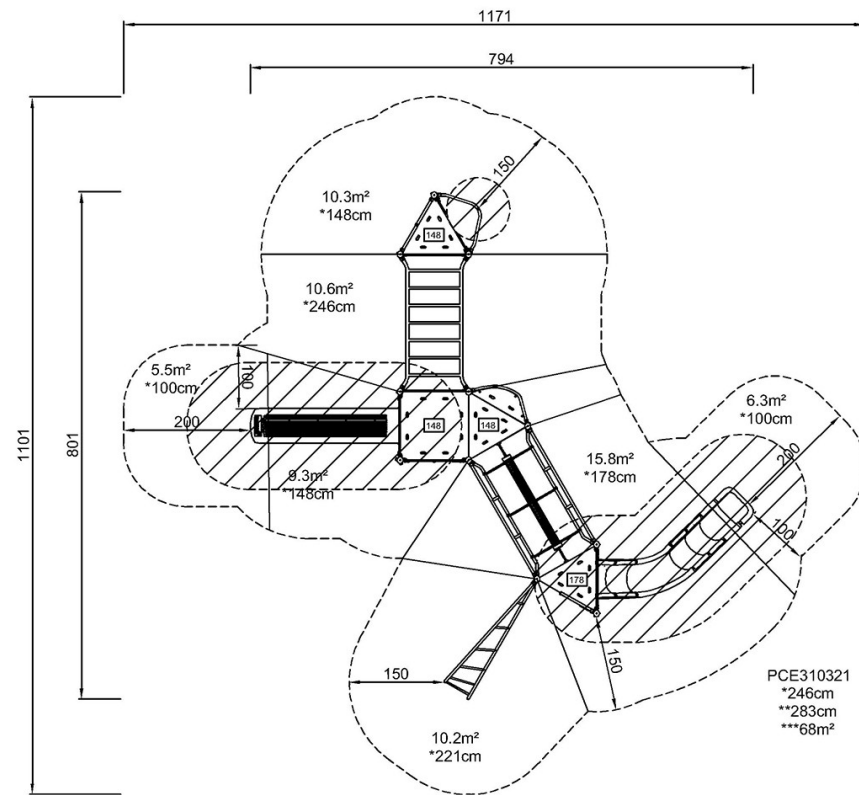 1171
794
150
10.3m²
*148cm
148
10.6m²
*246cm
5.5m²
*100cm
100
6.3m²
*100cm
200
148
148
200
1101
801
15.8m²
*178cm
9.3m²
*148cm
100
178
150
150
PCE310321
*246cm
**283cm
***68m²
10.2m²
*221cm